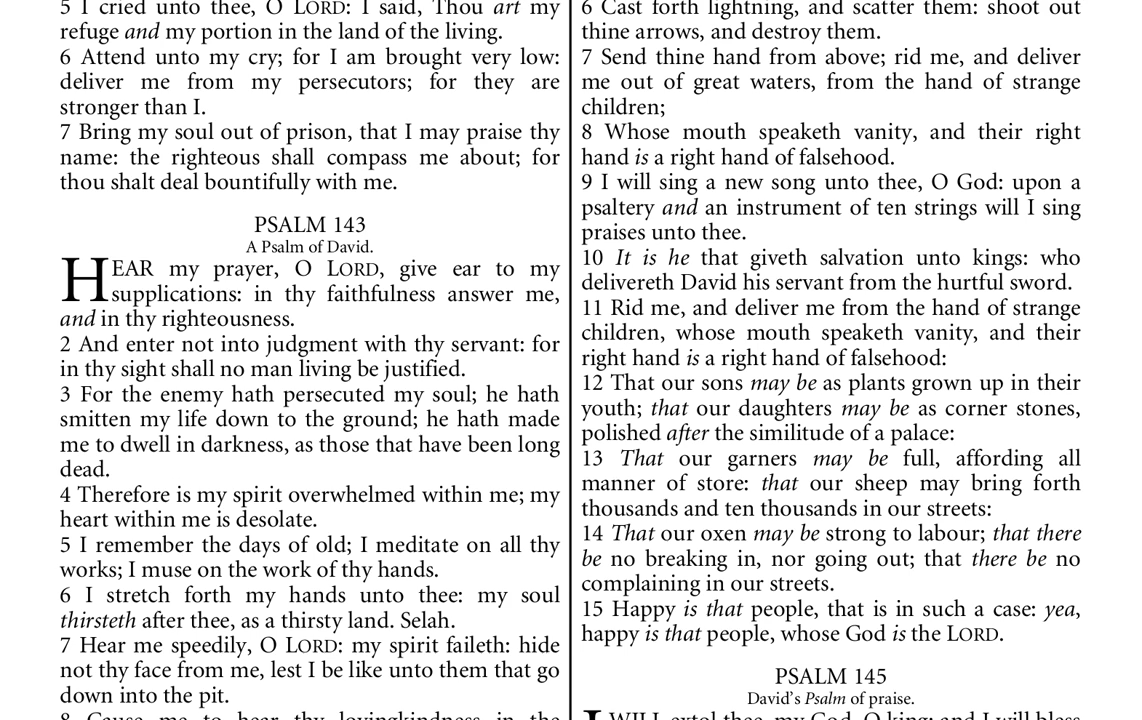 5 I cried unto thee, O LORD: I said, Thou art my
refuge and my portion in the land of the living.
6 Attend unto my cry; for I am brought very low:
deliver me from my persecutors; for they are
stronger than I.
7 Bring my soul out of prison, that I may praise thy
name: the righteous shall compass me about; for
thou shalt deal bountifully with me.
PSALM 143
A Psalm of David.
HEAR my prayer, O LORD, give ear to my
supplications: in thy faithfulness answer me,
and in thy righteousness.
2 And enter not into judgment with thy servant: for
in thy sight shall no man living be justified.
3 For the enemy hath persecuted my soul; he hath
smitten my life down to the ground; he hath made
me to dwell in darkness, as those that have been long
dead.
4 Therefore is my spirit overwhelmed within me; my
heart within me is desolate.
5 I remember the days of old; I meditate on all thy
works; I muse on the work of thy hands.
6 I stretch forth my hands unto thee: my soul
thirsteth after thee, as a thirsty land. Selah.
7 Hear me speedily, O LORD: my spirit faileth: hide
not thy face from me, lest I be like unto them that go
down into the pit.
8 Cause me to hear thy lovingkindness in the
6 Cast forth lightning, and scatter them: shoot out
thine arrows, and destroy them.
7 Send thine hand from above; rid me, and deliver
me out of great waters, from the hand of strange
children;
8 Whose mouth speaketh vanity, and their right
hand is a right hand of falsehood.
9 I will sing a new song unto thee, O God: upon a
psaltery and an instrument of ten strings will I sing
praises unto thee.
10 It is he that giveth salvation unto kings: who
delivereth David his servant from the hurtful sword.
11 Rid me, and deliver me from the hand of strange
children, whose mouth speaketh vanity, and their
right hand is a right hand of falsehood:
12 That our sons may be as plants grown up in their
youth; that our daughters may be as corner stones,
polished after the similitude of a palace:
13 That our garners may be full, affording all
manner of store: that our sheep may bring forth
thousands and ten thousands in our streets:
14 That our oxen may be strong to labour; that there
be no breaking in, nor going out; that there be no
complaining in our streets.
15 Happy is that people, that is in such a case: yea,
happy is that people, whose God is the LORD.
PSALM 145
David's Psalm of praise.
I WILL extol thee, my God, O king; and I will bless